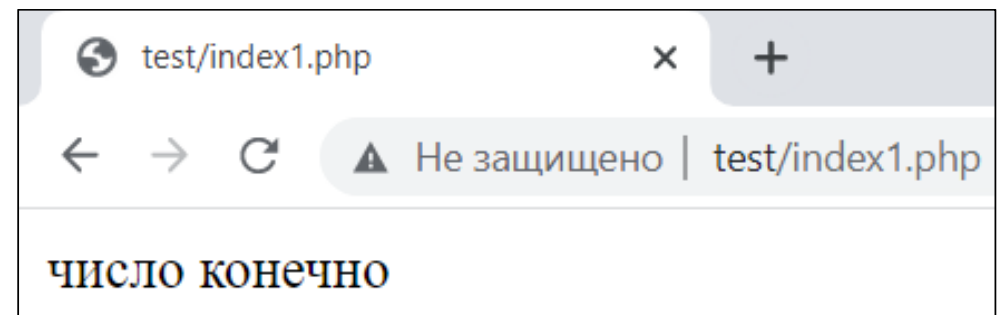 test/index1.php
Не защищено | test/index1.php
число конечно